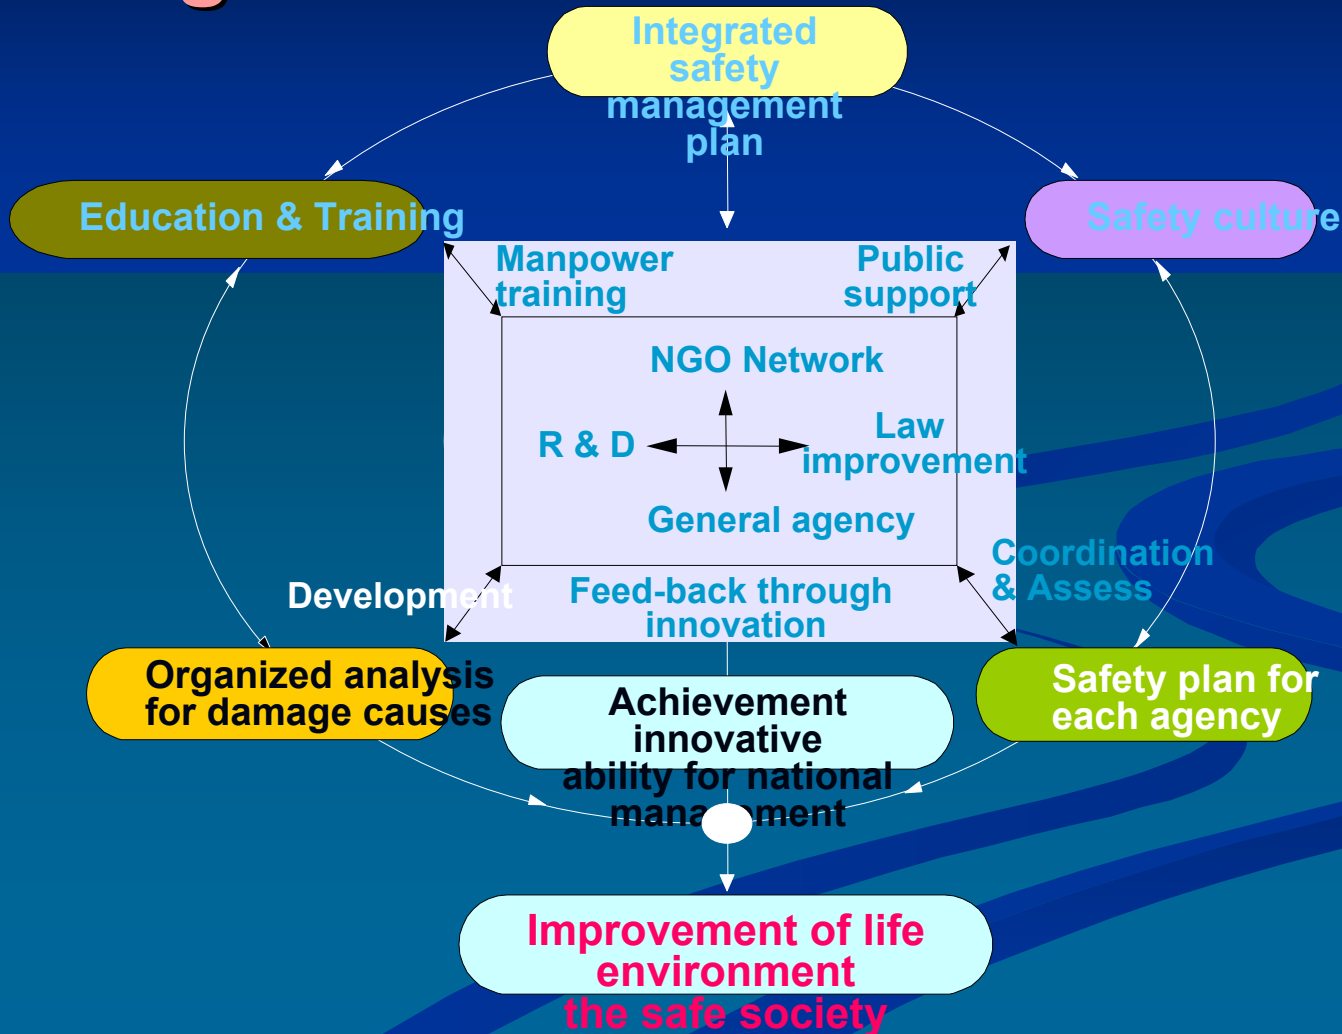 Integrated
safety
management
plan
Education & Training
Safety culture
Manpower
training
Public
support
NGO Network
R & D
Law
improvement
General agency
Coordination
& Assess
Development
Feed-back through
innovation
Organized analysis
for damage causes
Achievement
innovative
ability for national
management
Safety plan for
each agency
Improvement of life
environment
the safe society